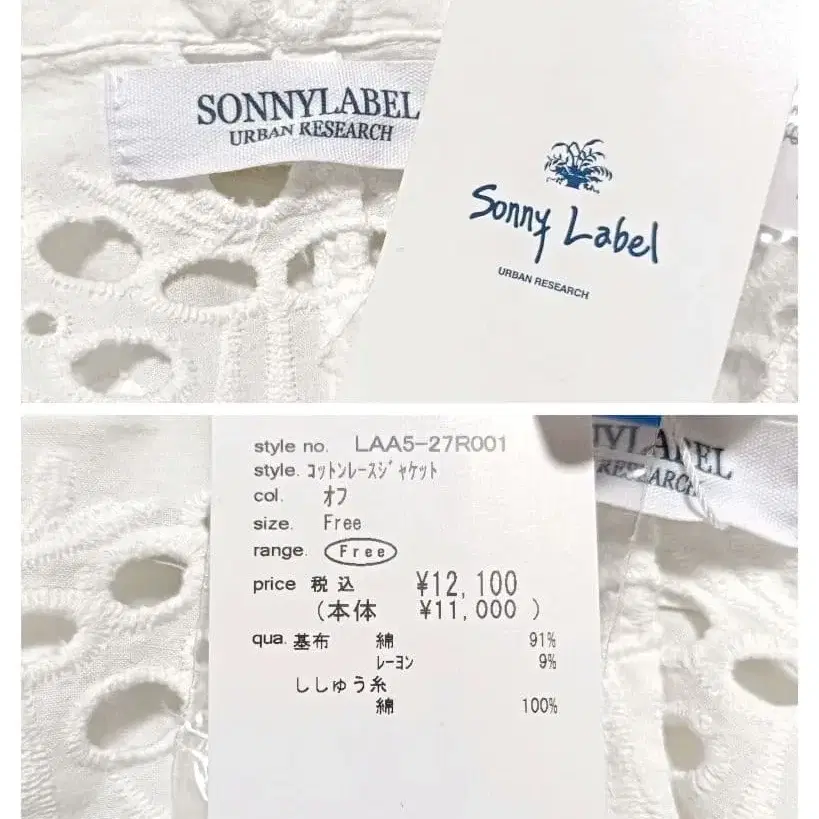 SONNYLABEL
URBAN RESEARCH
Sonny Label
URBAN RESEARCH
style no. LAA5-27R001
style. ｺｯﾄﾝﾚｰｽｼﾞｬｹｯﾄ
col. オフ
size. Free
range. Free
price 税込 ¥12,100
(本体 ¥11,000 )
qua. 基布 綿 91%
ﾚｰﾖﾝ 9%
ししゅう糸
綿 100%